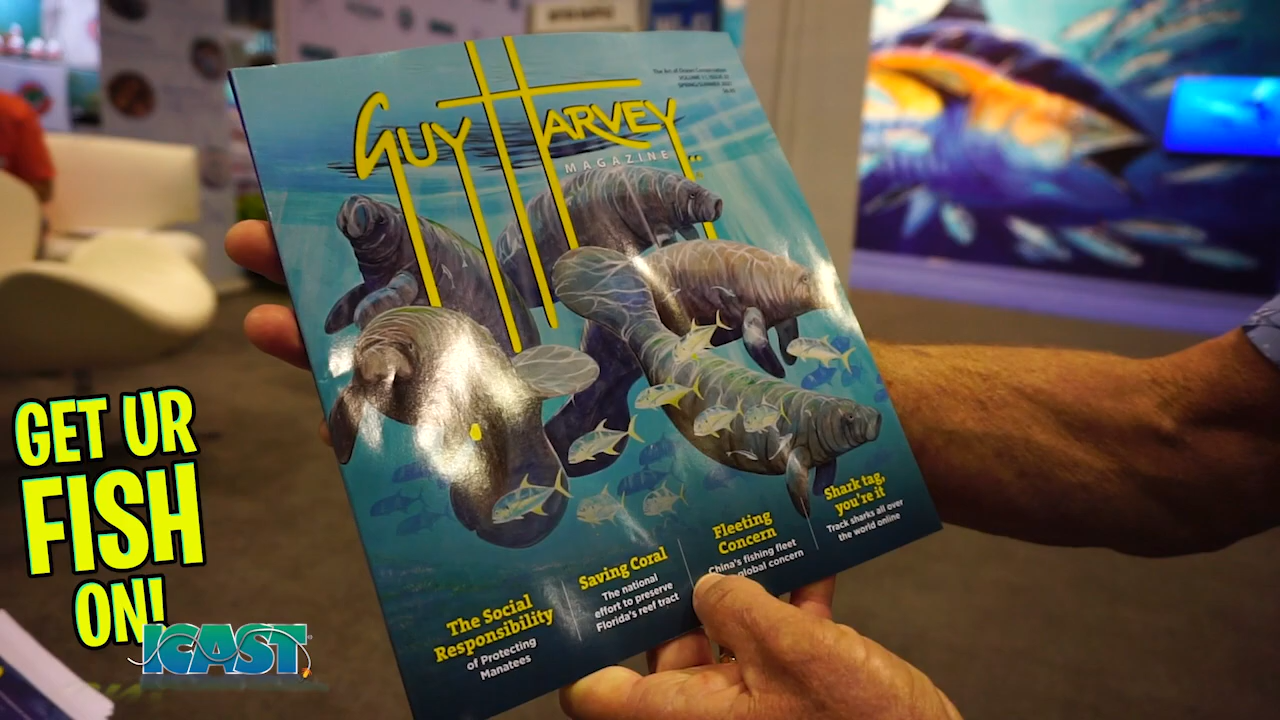 The Art of Ocean Conservation
GUY HARVEY
MAGAZINE
Shark tag,
you're it
Track sharks all over
the world online
Fleeting
Concern
China's fishing fleet
global concern
Saving Coral
The national
effort to preserve
Florida's reef tract
The Social
Responsibility
of Protecting
Manatees
GET UR
FISH
ON!
ICAST